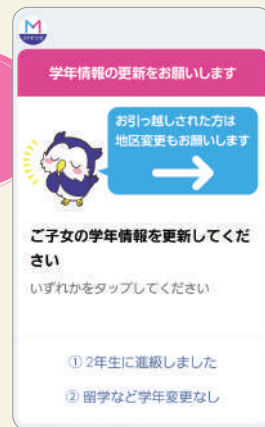 学年情報の更新をお願いします
お引っ越しされた方は
地区変更もお願いします
ご子女の学年情報を更新してくだ
さい
いずれかをタップしてください
① 2年生に進級しました
② 留学など学年変更なし